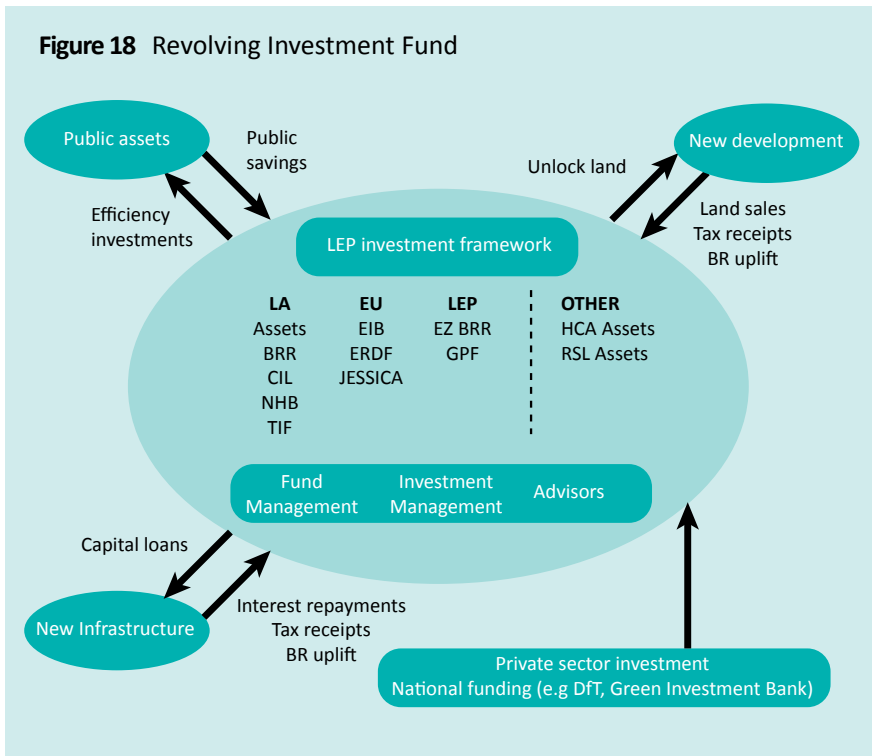 Figure 18 Revolving Investment Fund
Public assets
Public
savings
Efficiency
investments
New development
Unlock land
Land sales
Tax receipts
BR uplift
LEP investment framework
LA
Assets
BRR
CIL
NHB
TIF
EU
EIB
ERDF
JESSICA
LEP
EZ BRR
GPF
OTHER
HCA Assets
RSL Assets
Fund
Management
Investment
Management
Advisors
Capital loans
New Infrastructure
Interest repayments
Tax receipts
BR uplift
Private sector investment
National funding (e.g DfT, Green Investment Bank)